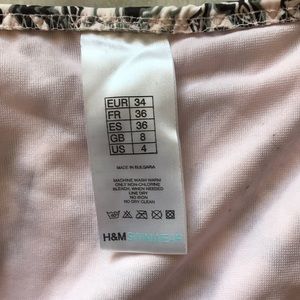 EUR 34
FR 36
ES 36
GB 8
US 4
MADE IN BULGARIA
MACHINE WASH WARM
ONLY NON-CHLORINE
BLEACH, WHEN NEEDED
LINE DRY
NO IRON
NO DRY CLEAN
H&M SWIMWEAR